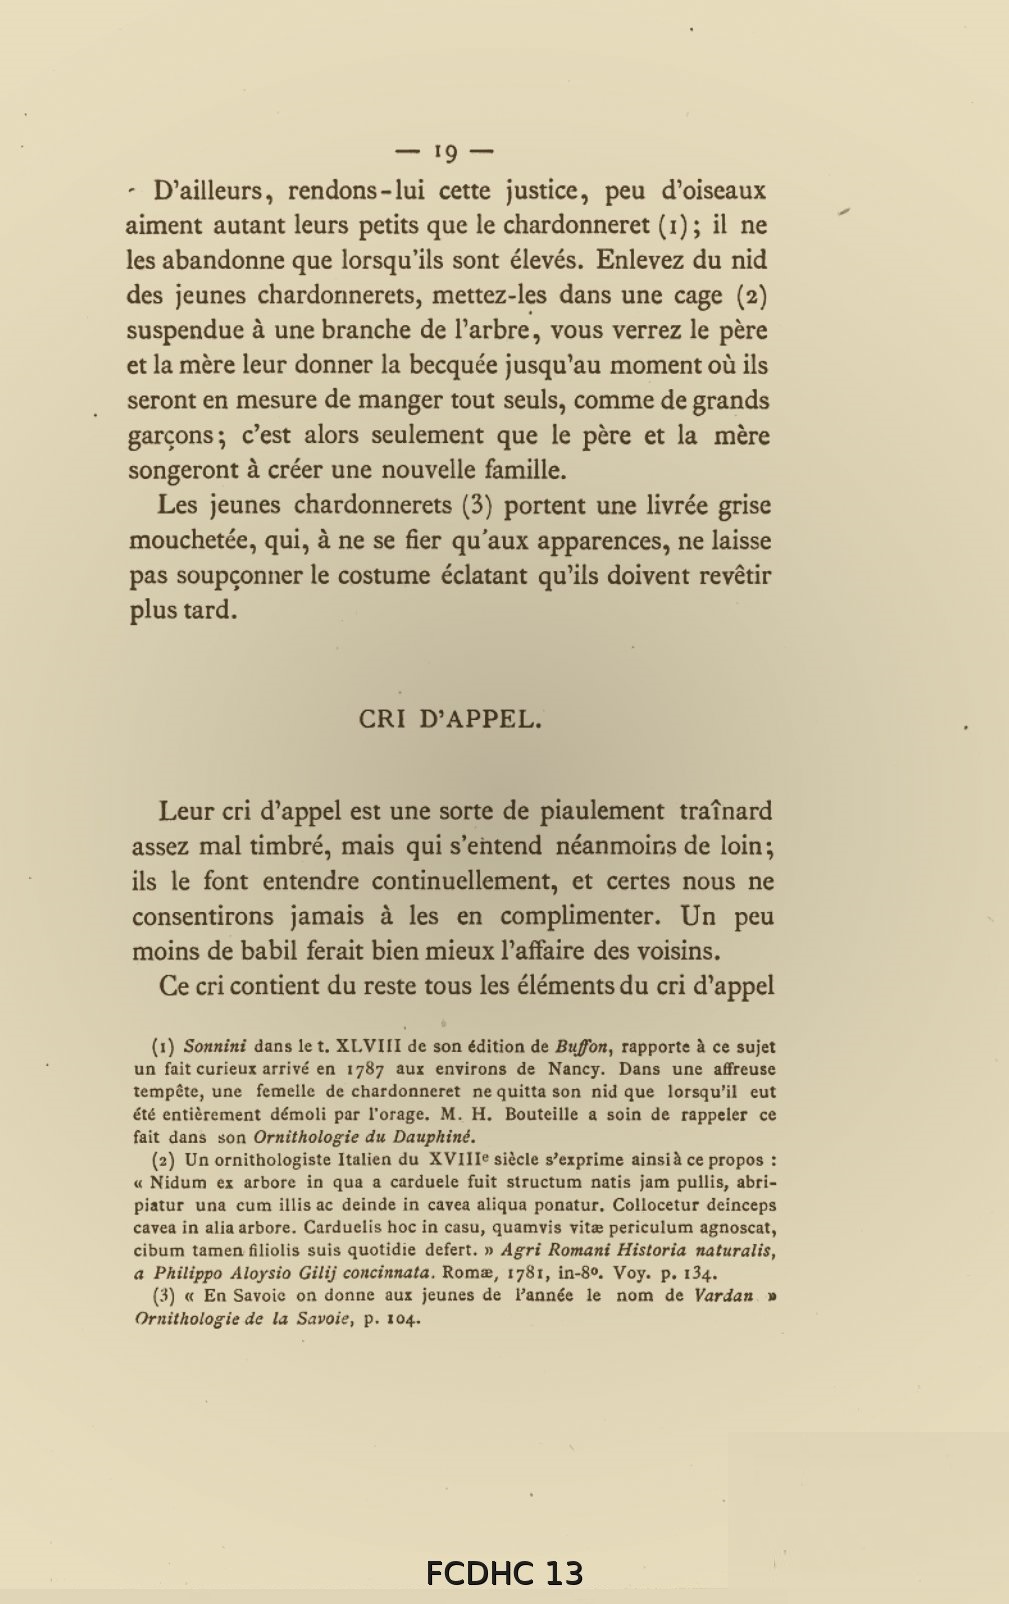 — 19 —
D'ailleurs, rendons-lui cette justice, peu d'oiseaux
aiment autant leurs petits que le chardonneret (1); il ne
les abandonne que lorsqu'ils sont élevés. Enlevez du nid
des jeunes chardonnerets, mettez-les dans une cage (2)
suspendue à une branche de l'arbre, vous verrez le père
et la mère leur donner la becquée jusqu'au moment où ils
seront en mesure de manger tout seuls, comme de grands
garçons; c'est alors seulement que le père et la mère
songeront à créer une nouvelle famille.
Les jeunes chardonnerets (3) portent une livrée grise
mouchetée, qui, à ne se fier qu'aux apparences, ne laisse
pas soupçonner le costume éclatant qu'ils doivent revêtir
plus tard.
CRI D'APPEL.
Leur cri d'appel est une sorte de piaulement traînard
assez mal timbré, mais qui s'entend néanmoins de loin;
ils le font entendre continuellement, et certes nous ne
consentirons jamais à les en complimenter. Un peu
moins de babil ferait bien mieux l'affaire des voisins.
Ce cri contient du reste tous les éléments du cri d'appel
(1) Sonnini dans le t. XLVIII de son édition de Buffon, rapporte à ce sujet
un fait curieux arrivé en 1787 aux environs de Nancy. Dans une affreuse
tempête, une femelle de chardonneret ne quitta son nid que lorsqu'il eut
été entièrement démoli par l'orage. M. H. Bouteille a soin de rappeler ce
fait dans son Ornithologie du Dauphiné.
(2) Un ornithologiste Italien du XVIIIe siècle s'exprime ainsi à ce propos :
« Nidum ex arbore in qua a carduele fuit structum natis jam pullis, abri-
piatur una cum illis ac deinde in cavea aliqua ponatur. Collocetur deinceps
cavea in alia arbore. Carduelis hoc in casu, quamvis vitæ periculum agnoscat,
cibum tamen filiolis suis quotidie defert. » Agri Romani Historia naturalis,
a Philippo Aloysio Gilij concinnata. Romæ, 1781, in-8º. Voy. p. 134.
(3) « En Savoie on donne aux jeunes de l'année le nom de Vardan »
Ornithologie de la Savoie, p. 104.
FCDHC 13